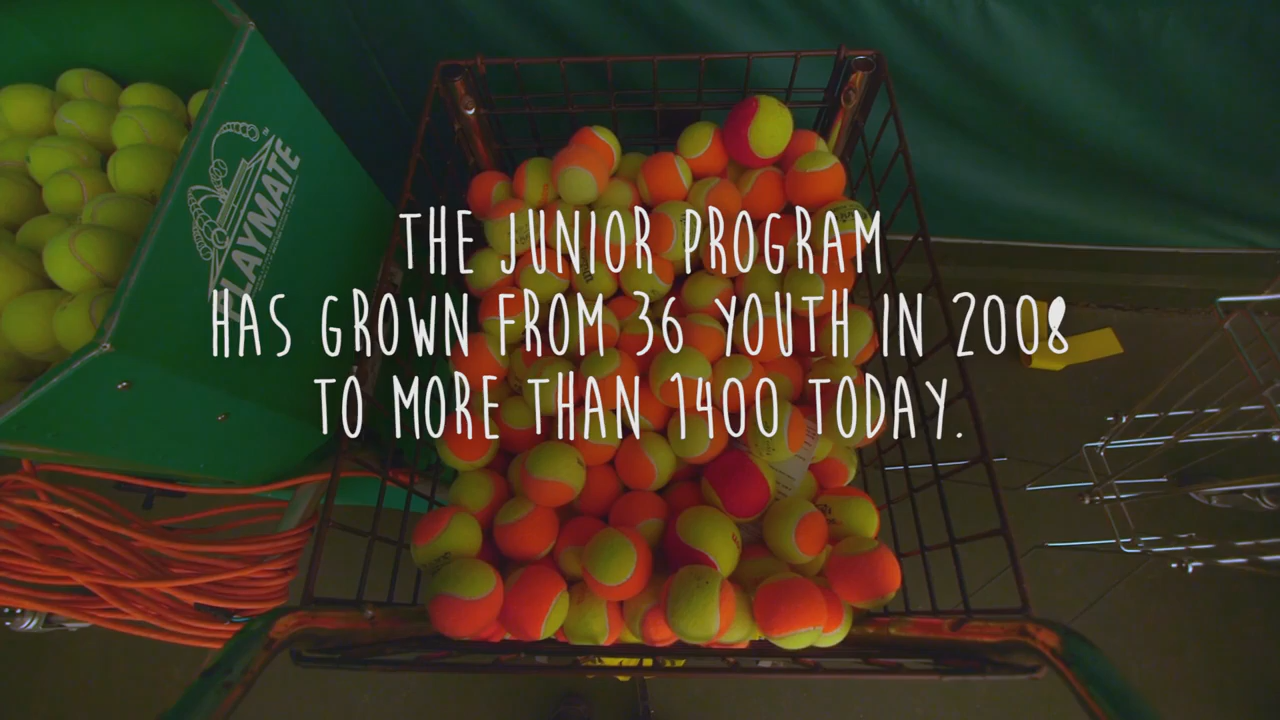 PLAYMATE
THE JUNIOR PROGRAM
HAS GROWN FROM 36 YOUTH IN 2008
TO MORE THAN 1400 TODAY.